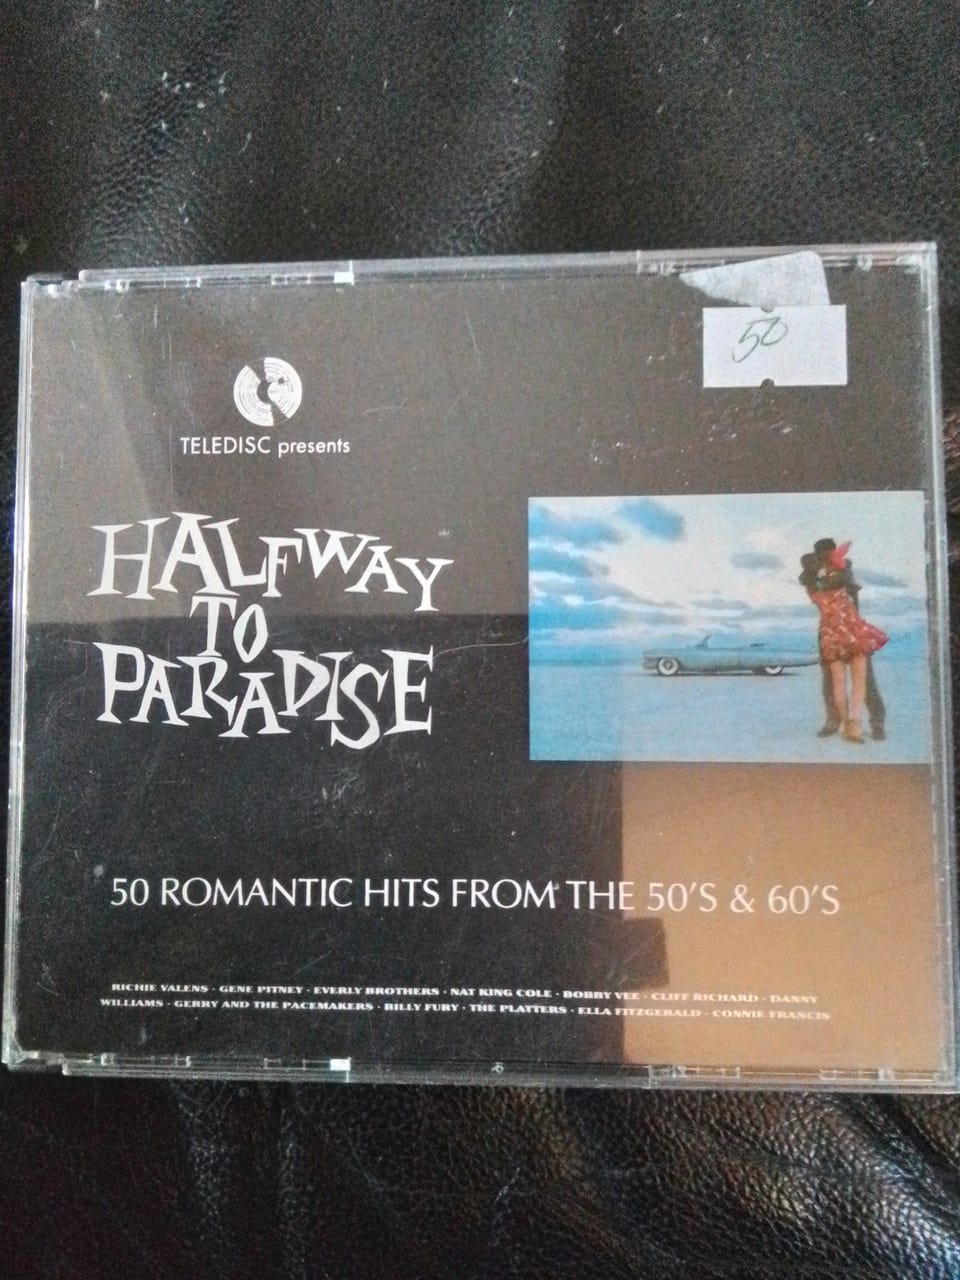 50
TELEDISC presents
HALFWAY
TO
PARADISE
50 ROMANTIC HITS FROM THE 50'S & 60'S
RICHIE VALENS · GENE PITNEY · EVERLY BROTHERS · NAT KING COLE · BOBBY VEE · CLIFF RICHARD · DANNY
WILLIAMS · GERRY AND THE PACEMAKERS · BILLY FURY · THE PLATTERS · ELLA FITZGERALD · CONNIE FRANCIS